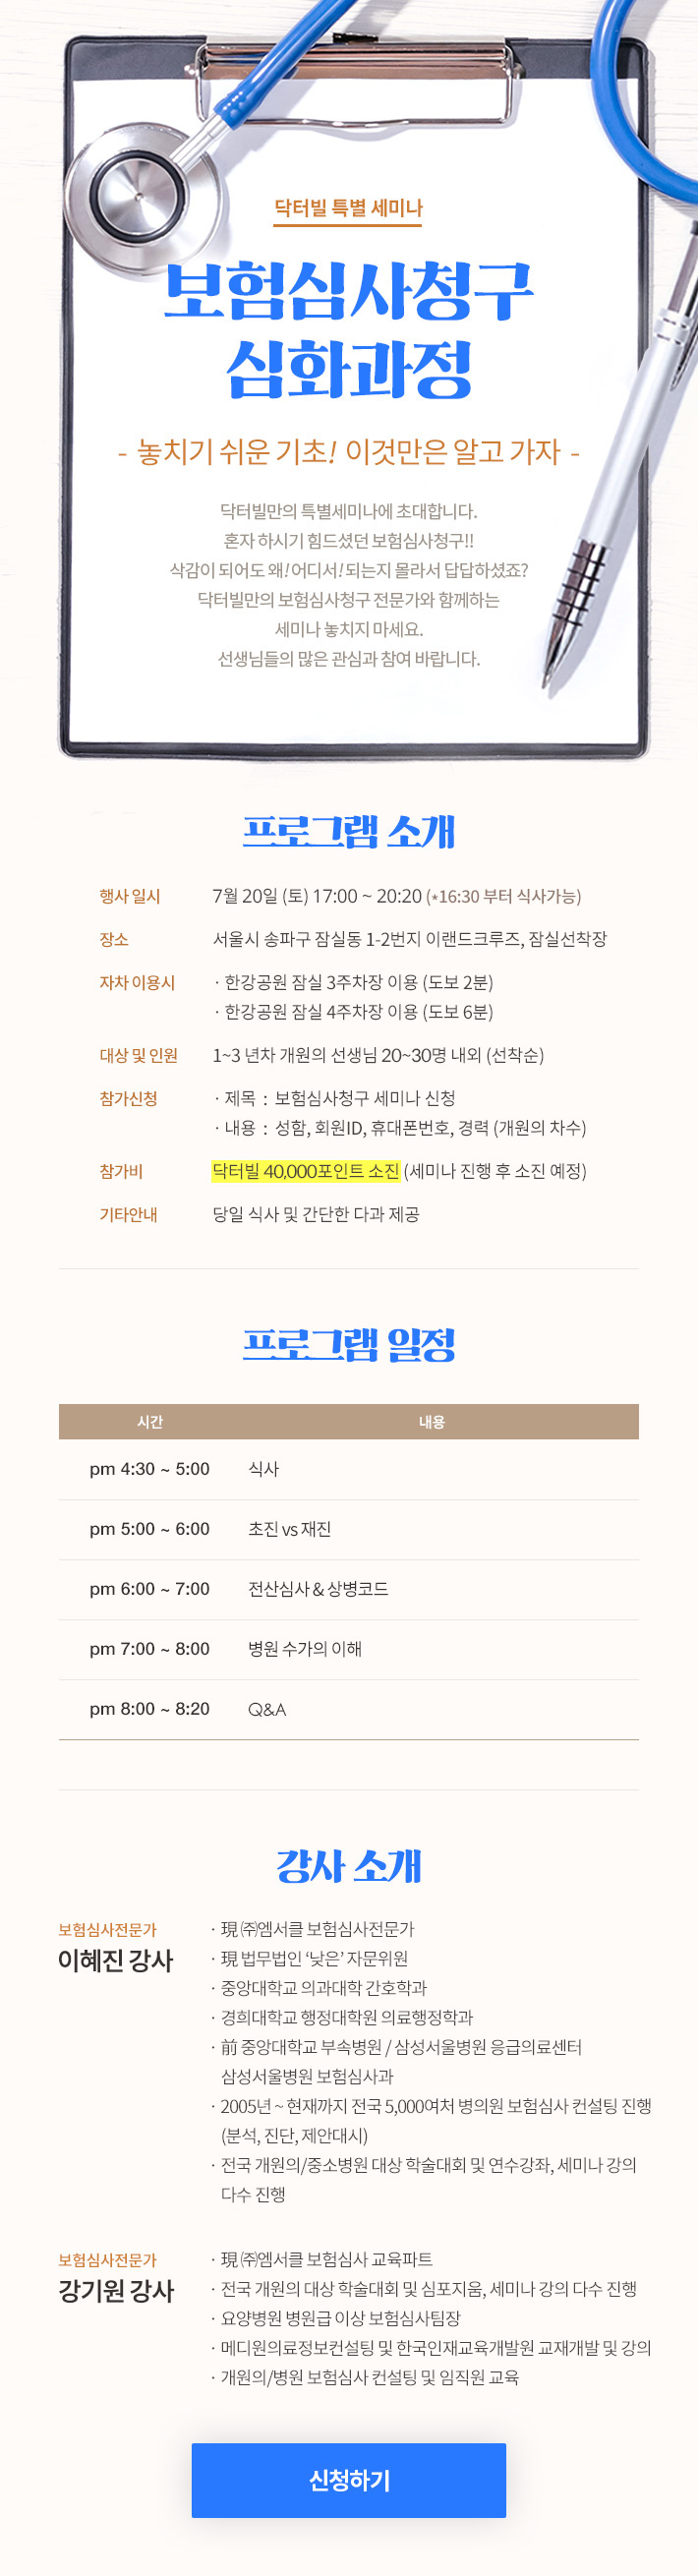 닥터빌 특별 세미나
보험심사청구
심화과정
- 놓치기 쉬운 기초! 이것만은 알고 가자 -
닥터빌만의 특별세미나에 초대합니다.
혼자 하시기 힘드셨던 보험심사청구!!
삭감이 되어도 왜! 어디서! 되는지 몰라서 답답하셨죠?
닥터빌만의 보험심사청구 전문가와 함께하는
세미나 놓치지 마세요.
선생님들의 많은 관심과 참여 바랍니다.
프로그램 소개
행사 일시 7월 20일 (토) 17:00 ~ 20:20 (*16:30 부터 식사가능)
장소 서울시 송파구 잠실동 1-2번지 이랜드크루즈, 잠실선착장
자차 이용시 · 한강공원 잠실 3주차장 이용 (도보 2분)
· 한강공원 잠실 4주차장 이용 (도보 6분)
대상 및 인원 1~3 년차 개원의 선생님 20~30명 내외 (선착순)
참가신청 · 제목 : 보험심사청구 세미나 신청
· 내용 : 성함, 회원ID, 휴대폰번호, 경력 (개원의 차수)
참가비 닥터빌 40,000포인트 소진 (세미나 진행 후 소진 예정)
기타안내 당일 식사 및 간단한 다과 제공
프로그램 일정
시간 내용
pm 4:30 ~ 5:00 식사
pm 5:00 ~ 6:00 초진 vs 재진
pm 6:00 ~ 7:00 전산심사 & 상병코드
pm 7:00 ~ 8:00 병원 수가의 이해
pm 8:00 ~ 8:20 Q&A
강사 소개
보험심사전문가
이혜진 강사
· 現 ㈜엠서클 보험심사전문가
· 現 법무법인 ‘낮은’ 자문위원
· 중앙대학교 의과대학 간호학과
· 경희대학교 행정대학원 의료행정학과
· 前 중앙대학교 부속병원 / 삼성서울병원 응급의료센터
삼성서울병원 보험심사과
· 2005년 ~ 현재까지 전국 5,000여처 병의원 보험심사 컨설팅 진행
(분석, 진단, 제안대시)
· 전국 개원의/중소병원 대상 학술대회 및 연수강좌, 세미나 강의
다수 진행
보험심사전문가
강기원 강사
· 現 ㈜엠서클 보험심사 교육파트
· 전국 개원의 대상 학술대회 및 심포지움, 세미나 강의 다수 진행
· 요양병원 병원급 이상 보험심사팀장
· 메디원의료정보컨설팅 및 한국인재교육개발원 교재개발 및 강의
· 개원의/병원 보험심사 컨설팅 및 임직원 교육
신청하기